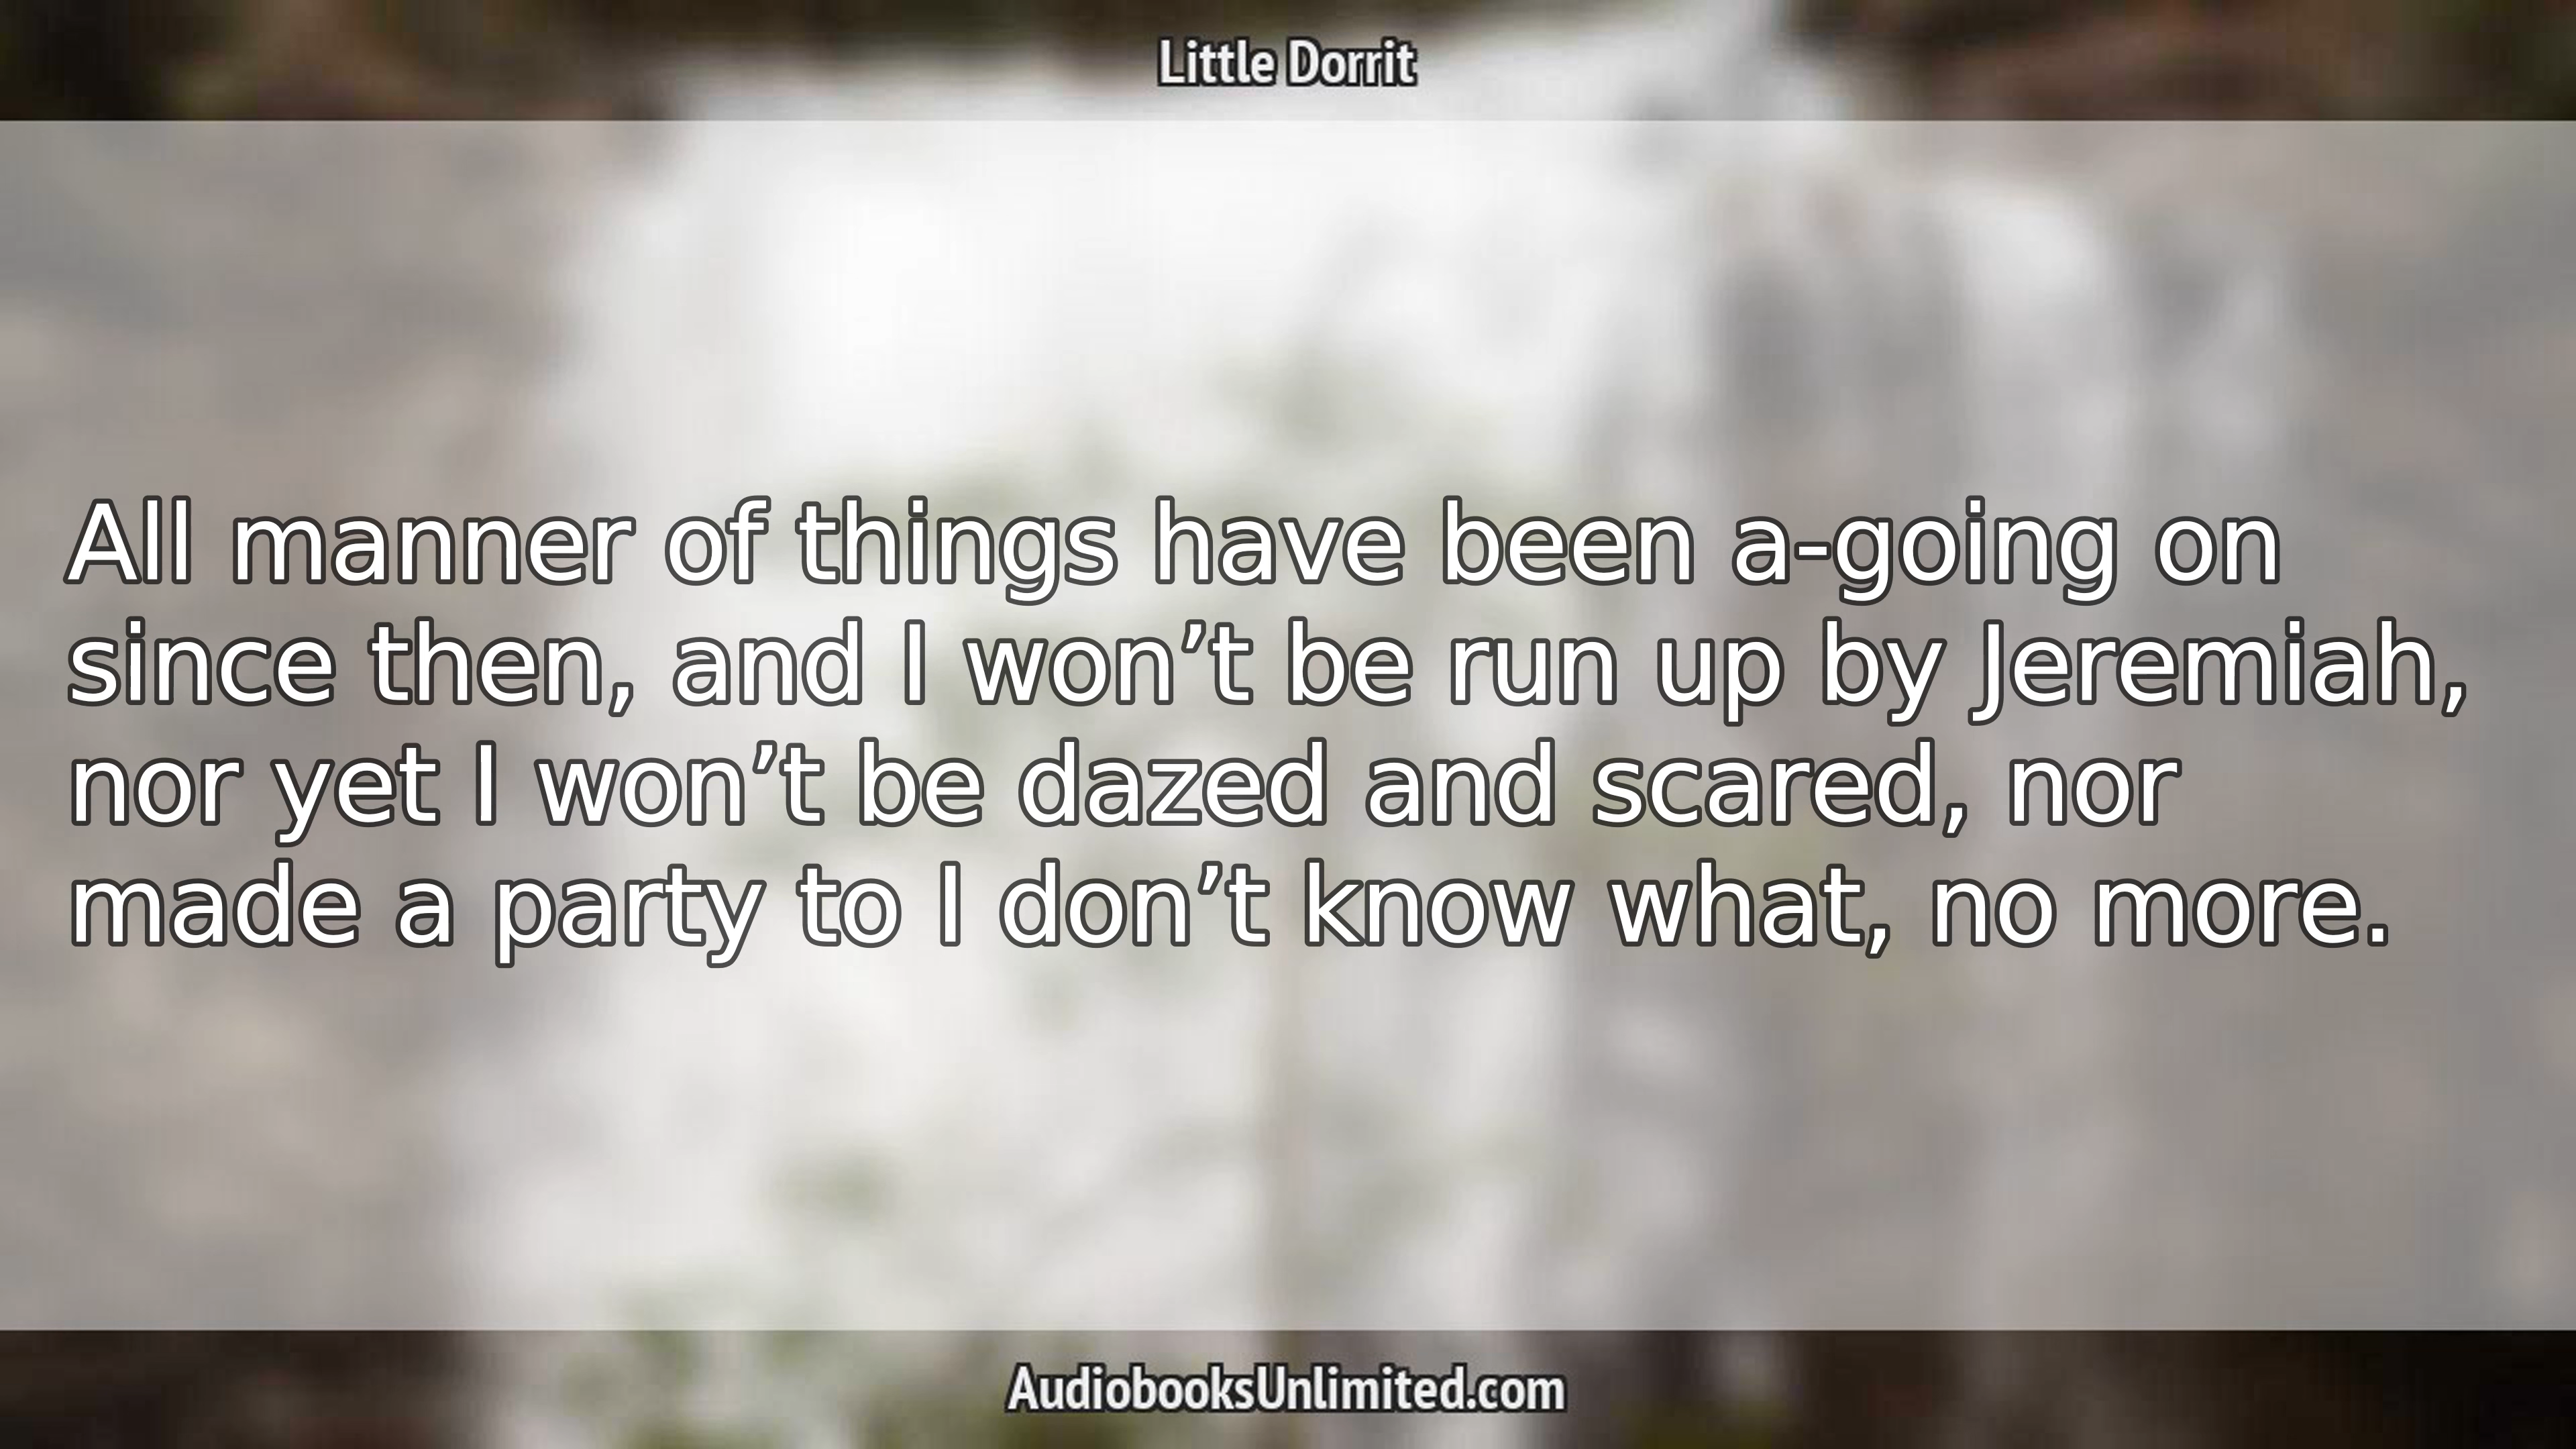 Little Dorrit
All manner of things have been a-going on
since then, and I won’t be run up by Jeremiah,
nor yet I won’t be dazed and scared, nor
made a party to I don’t know what, no more.
AudiobooksUnlimited.com